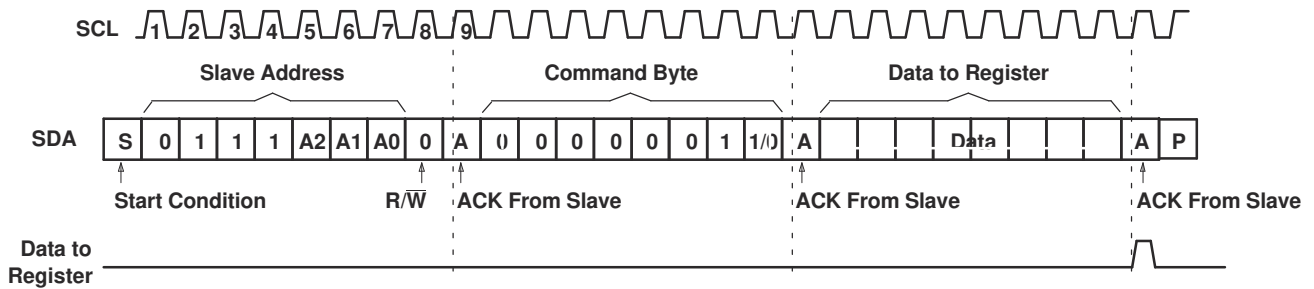 SCL 1 2 3 4 5 6 7 8 9
Slave Address Command Byte Data to Register
SDA S 0 1 1 1 A2 A1 A0 0 A 0 0 0 0 0 0 1 1/0 A Data A P
Start Condition R/W̅ ACK From Slave ACK From Slave ACK From Slave
Data to
Register